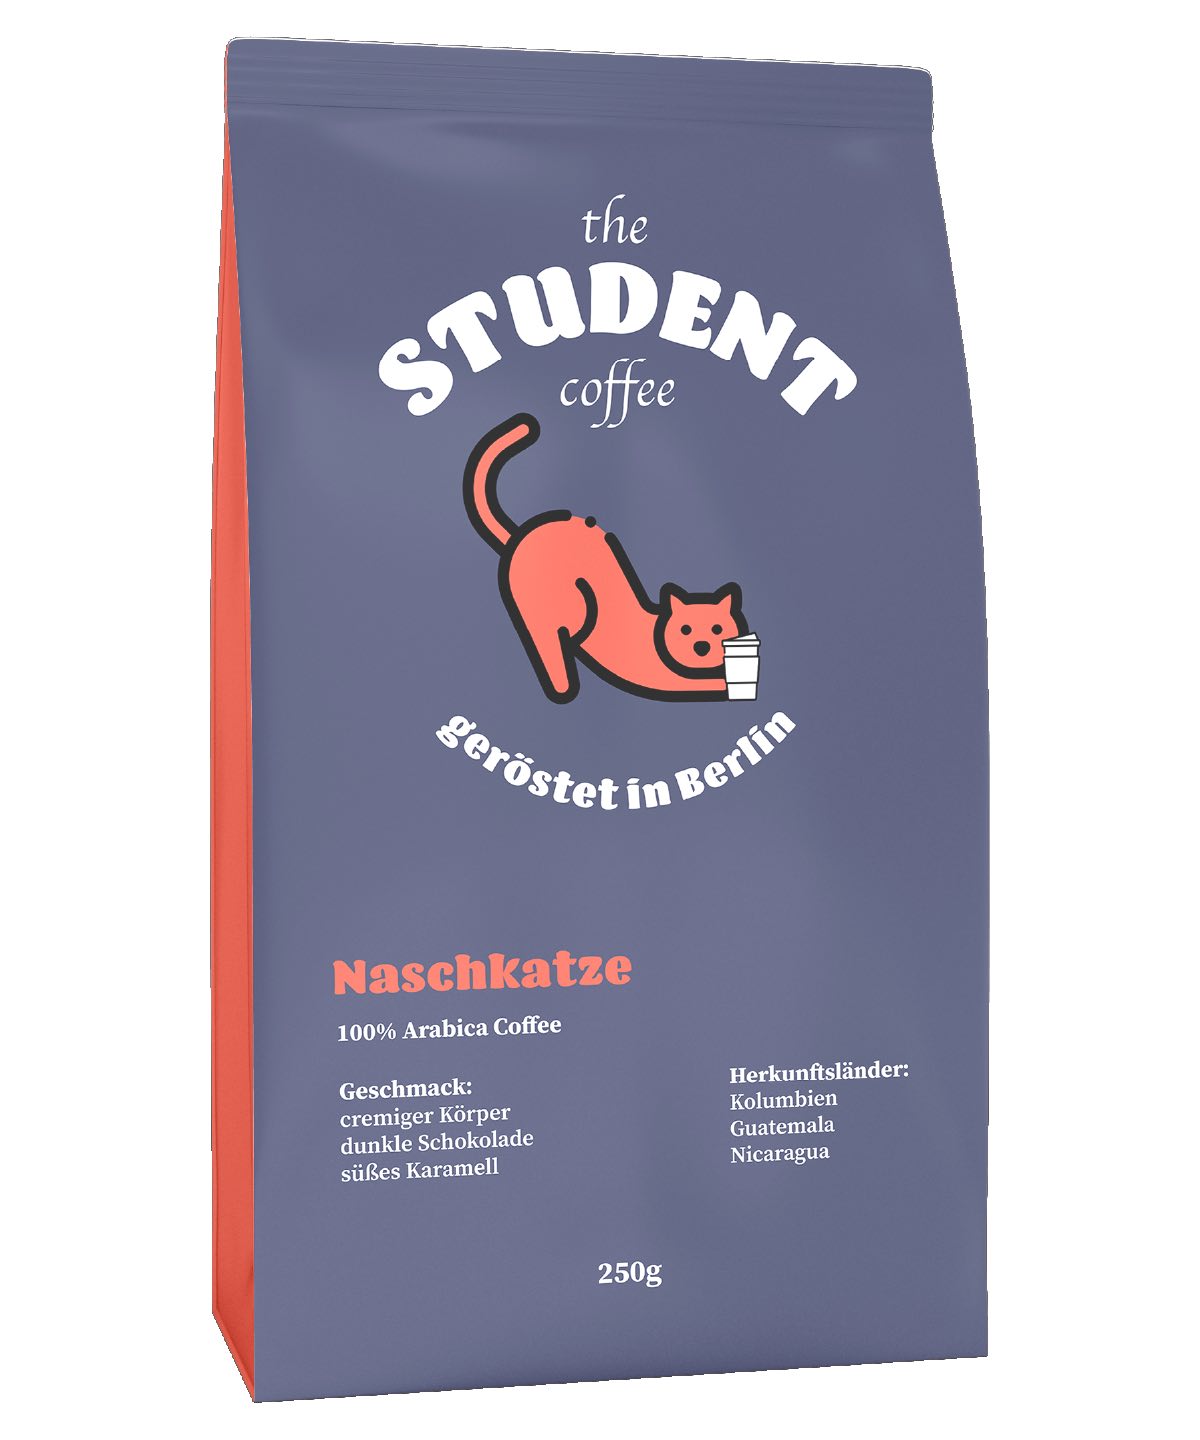 the
STUDENT
coffee
geröstet in Berlin
Naschkatze
100% Arabica Coffee
Geschmack:
cremiger Körper
dunkle Schokolade
süßes Karamell
Herkunftsländer:
Kolumbien
Guatemala
Nicaragua
250g